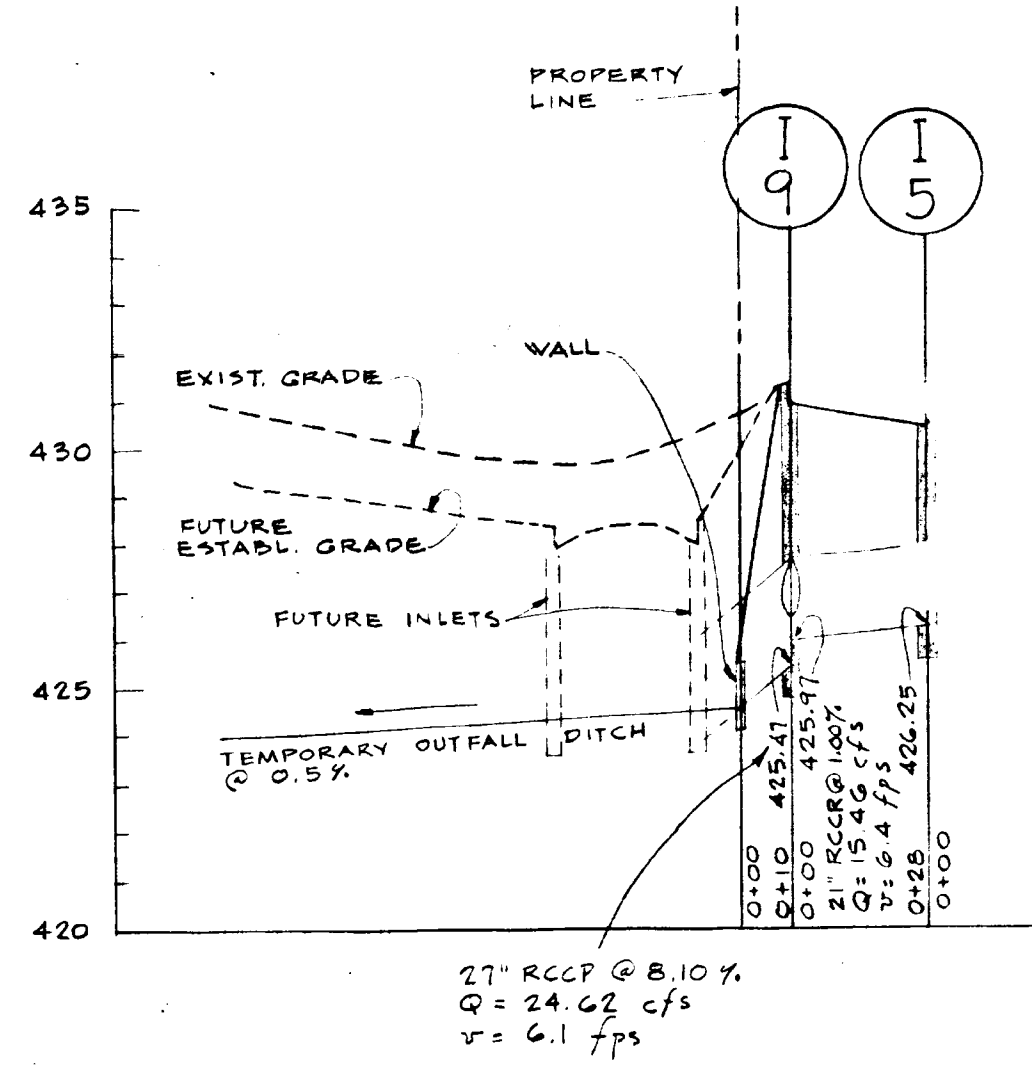 PROPERTY
LINE
I
9
I
5
435
WALL
EXIST. GRADE
430
FUTURE
ESTABL. GRADE
FUTURE INLETS
425
TEMPORARY OUTFALL DITCH
@ 0.5%
420
0+00
0+10 425.47
0+00 425.97
21" RCCR @ 1.00%
Q = 15.46 cfs
v = 6.4 fps
0+28 426.25
0+00
27" RCCP @ 8.10 %
Q = 24.62 cfs
v = 6.1 fps